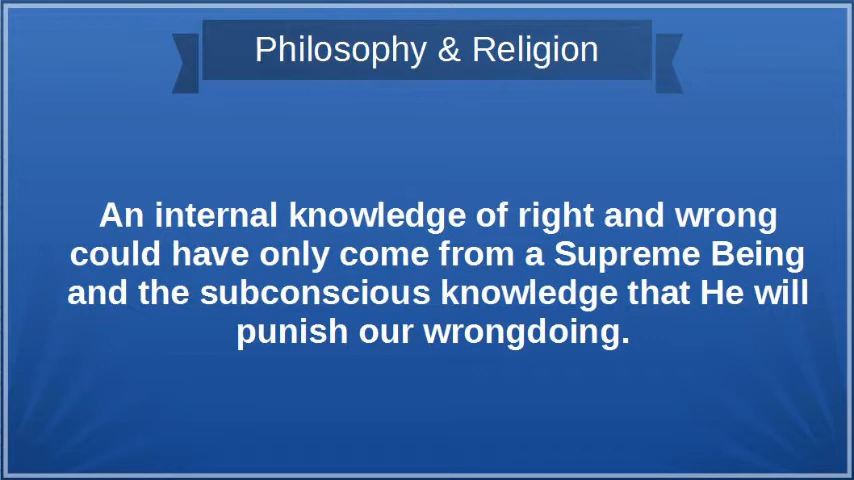 Philosophy & Religion
An internal knowledge of right and wrong
could have only come from a Supreme Being
and the subconscious knowledge that He will
punish our wrongdoing.